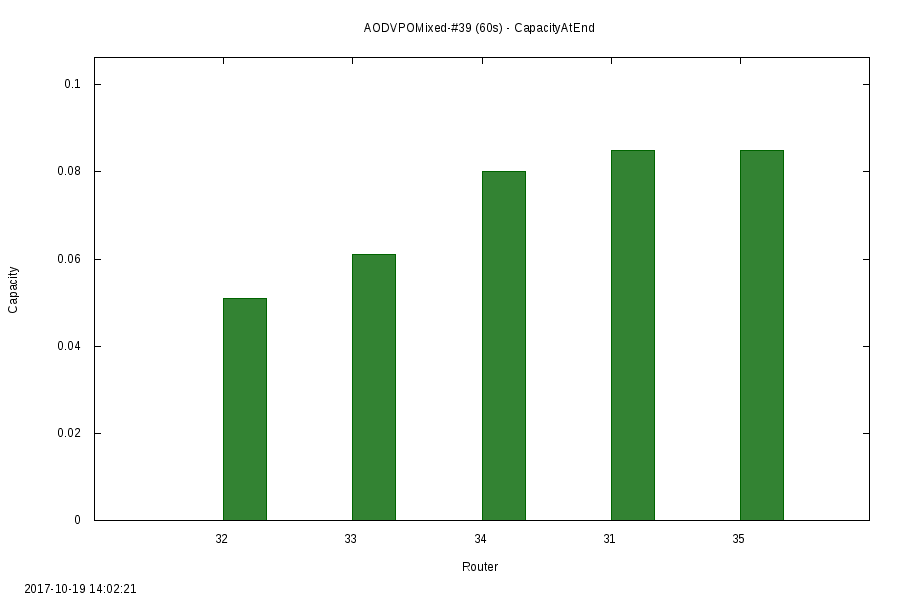 AODVPOMixed-#39 (60s) - CapacityAtEnd
0.1
0.08
0.06
0.04
0.02
0
Capacity
32 33 34 31 35
Router
2017-10-19 14:02:21